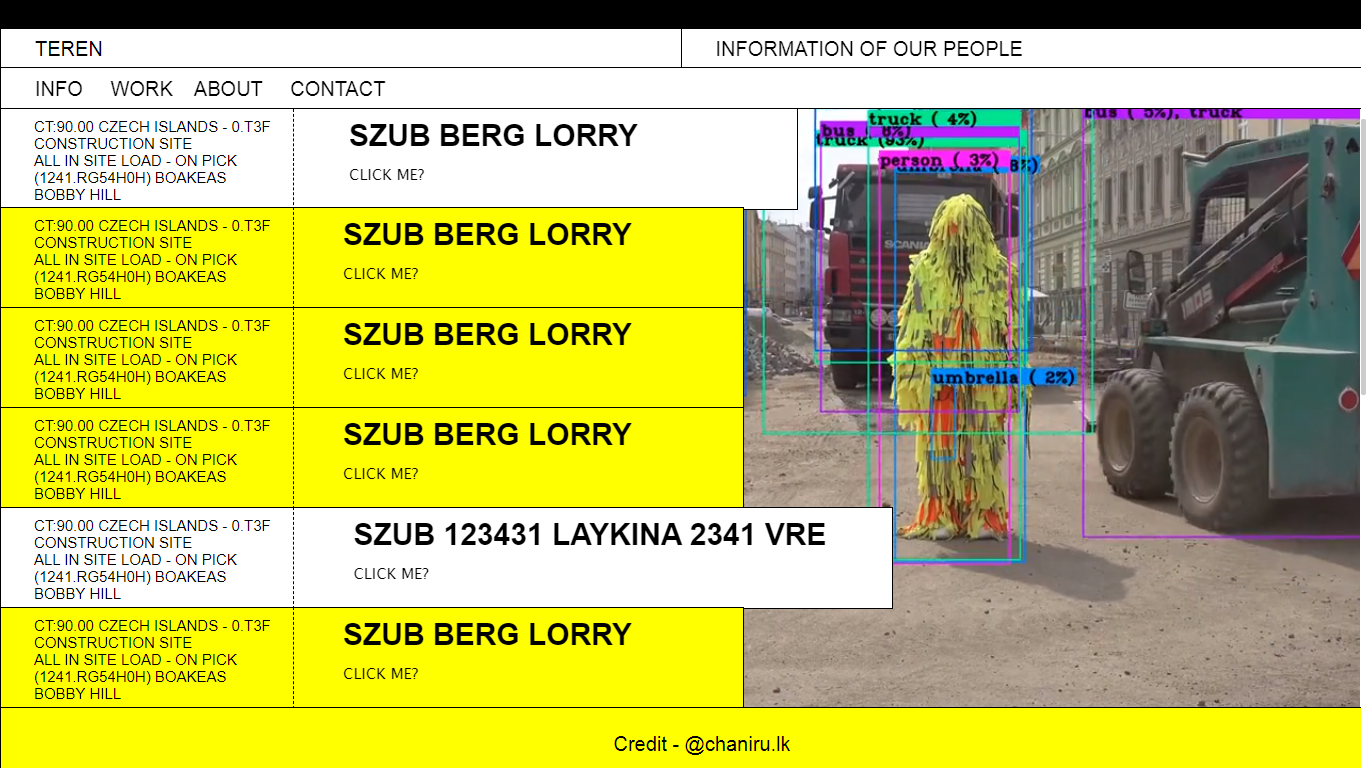 TEREN
INFORMATION OF OUR PEOPLE
INFO WORK ABOUT CONTACT
CT:90.00 CZECH ISLANDS - 0.T3F
CONSTRUCTION SITE
ALL IN SITE LOAD - ON PICK
(1241.RG54H0H) BOAKEAS
BOBBY HILL
SZUB BERG LORRY
CLICK ME?
CT:90.00 CZECH ISLANDS - 0.T3F
CONSTRUCTION SITE
ALL IN SITE LOAD - ON PICK
(1241.RG54H0H) BOAKEAS
BOBBY HILL
SZUB BERG LORRY
CLICK ME?
CT:90.00 CZECH ISLANDS - 0.T3F
CONSTRUCTION SITE
ALL IN SITE LOAD - ON PICK
(1241.RG54H0H) BOAKEAS
BOBBY HILL
SZUB BERG LORRY
CLICK ME?
CT:90.00 CZECH ISLANDS - 0.T3F
CONSTRUCTION SITE
ALL IN SITE LOAD - ON PICK
(1241.RG54H0H) BOAKEAS
BOBBY HILL
SZUB BERG LORRY
CLICK ME?
CT:90.00 CZECH ISLANDS - 0.T3F
CONSTRUCTION SITE
ALL IN SITE LOAD - ON PICK
(1241.RG54H0H) BOAKEAS
BOBBY HILL
SZUB 123431 LAYKINA 2341 VRE
CLICK ME?
CT:90.00 CZECH ISLANDS - 0.T3F
CONSTRUCTION SITE
ALL IN SITE LOAD - ON PICK
(1241.RG54H0H) BOAKEAS
BOBBY HILL
SZUB BERG LORRY
CLICK ME?
bus ( 5%), truck
truck ( 4%)
bus ( 8%)
truck (93%)
person ( 3%)
umbrella ( 8%)
SCANIA
umbrella ( 2%)
Credit - @chaniru.lk